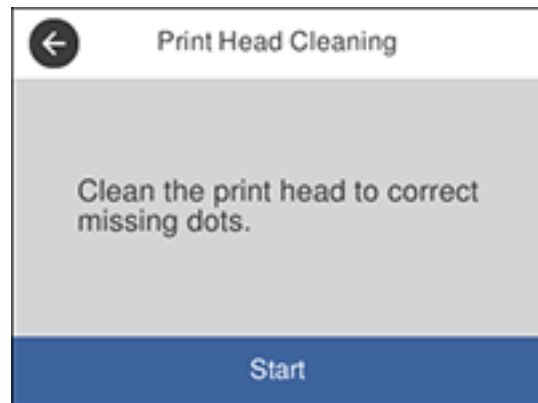 Print Head Cleaning
Clean the print head to correct
missing dots.
Start